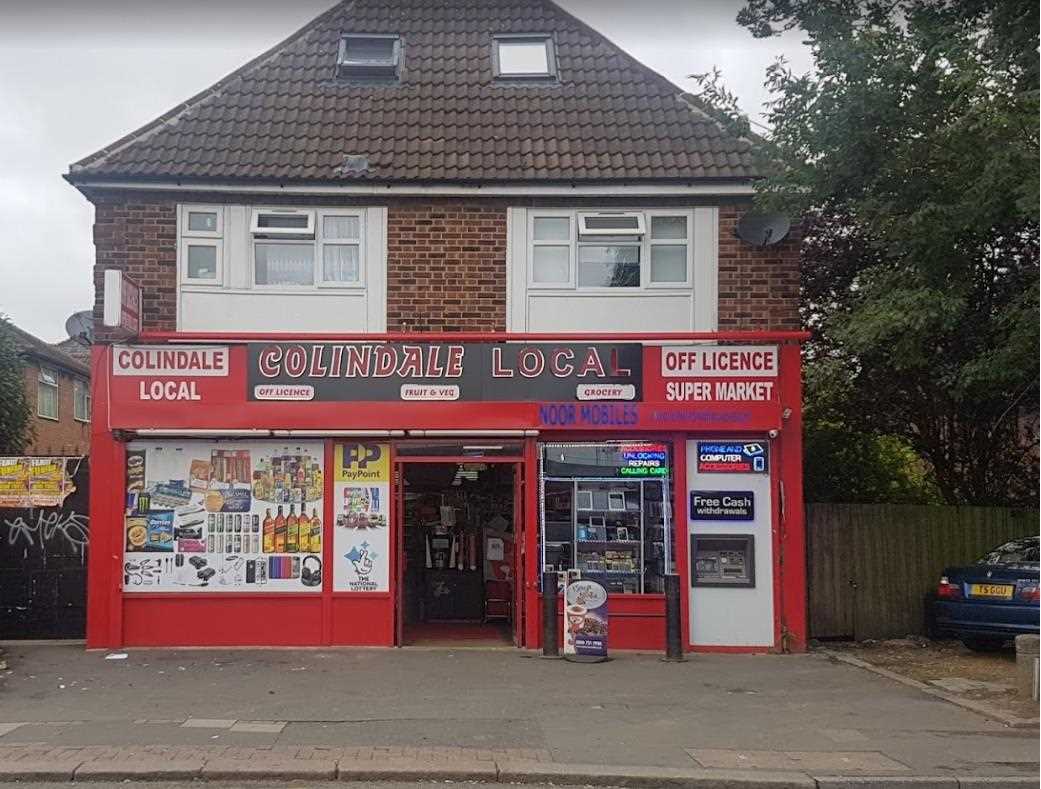 COLINDALE
LOCAL
COLINDALE LOCAL
OFF LICENCE
FRUIT & VEG
GROCERY
OFF LICENCE
SUPER MARKET
NOOR MOBILES
PayPoint
THE
NATIONAL
LOTTERY
UNLOCKING
REPAIRS
CALLING CARD
PHONE AND
COMPUTER
ACCESSORIES
Free Cash
withdrawals